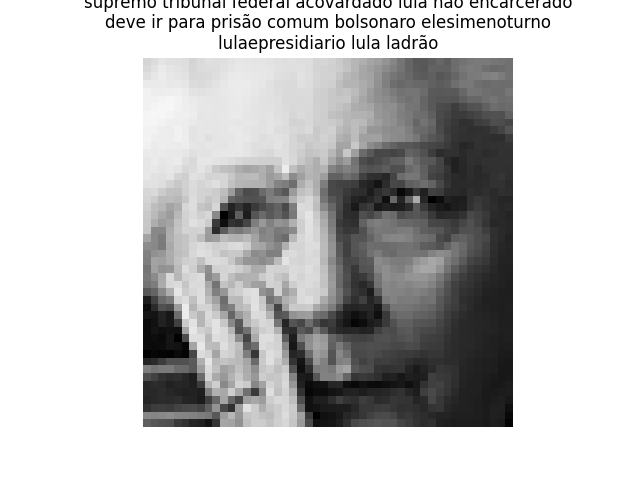 supremo tribunal federal acovardado lula não encarcerado
deve ir para prisão comum bolsonaro elesimenoturno
lulaepresidiario lula ladrão